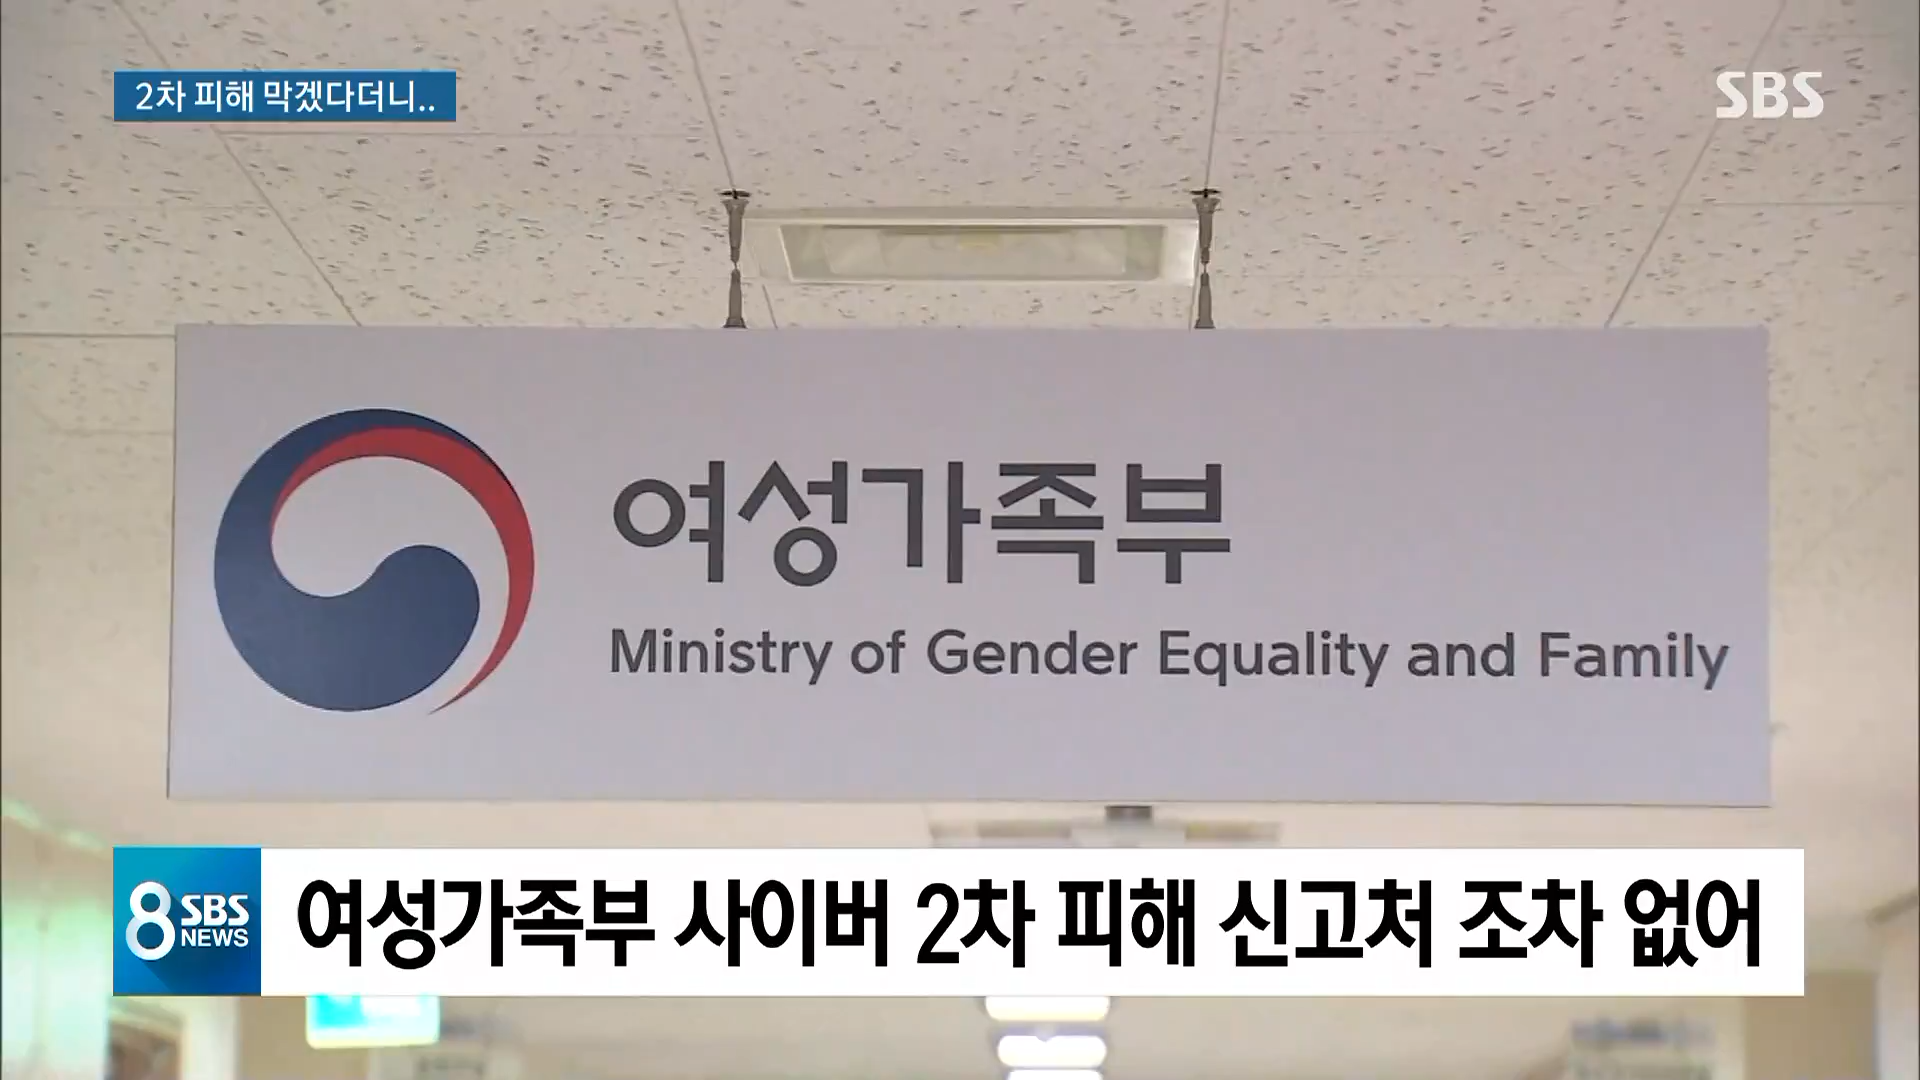 2차 피해 막겠다더니..
SBS
여성가족부
Ministry of Gender Equality and Family
8 SBS NEWS
여성가족부 사이버 2차 피해 신고처 조차 없어